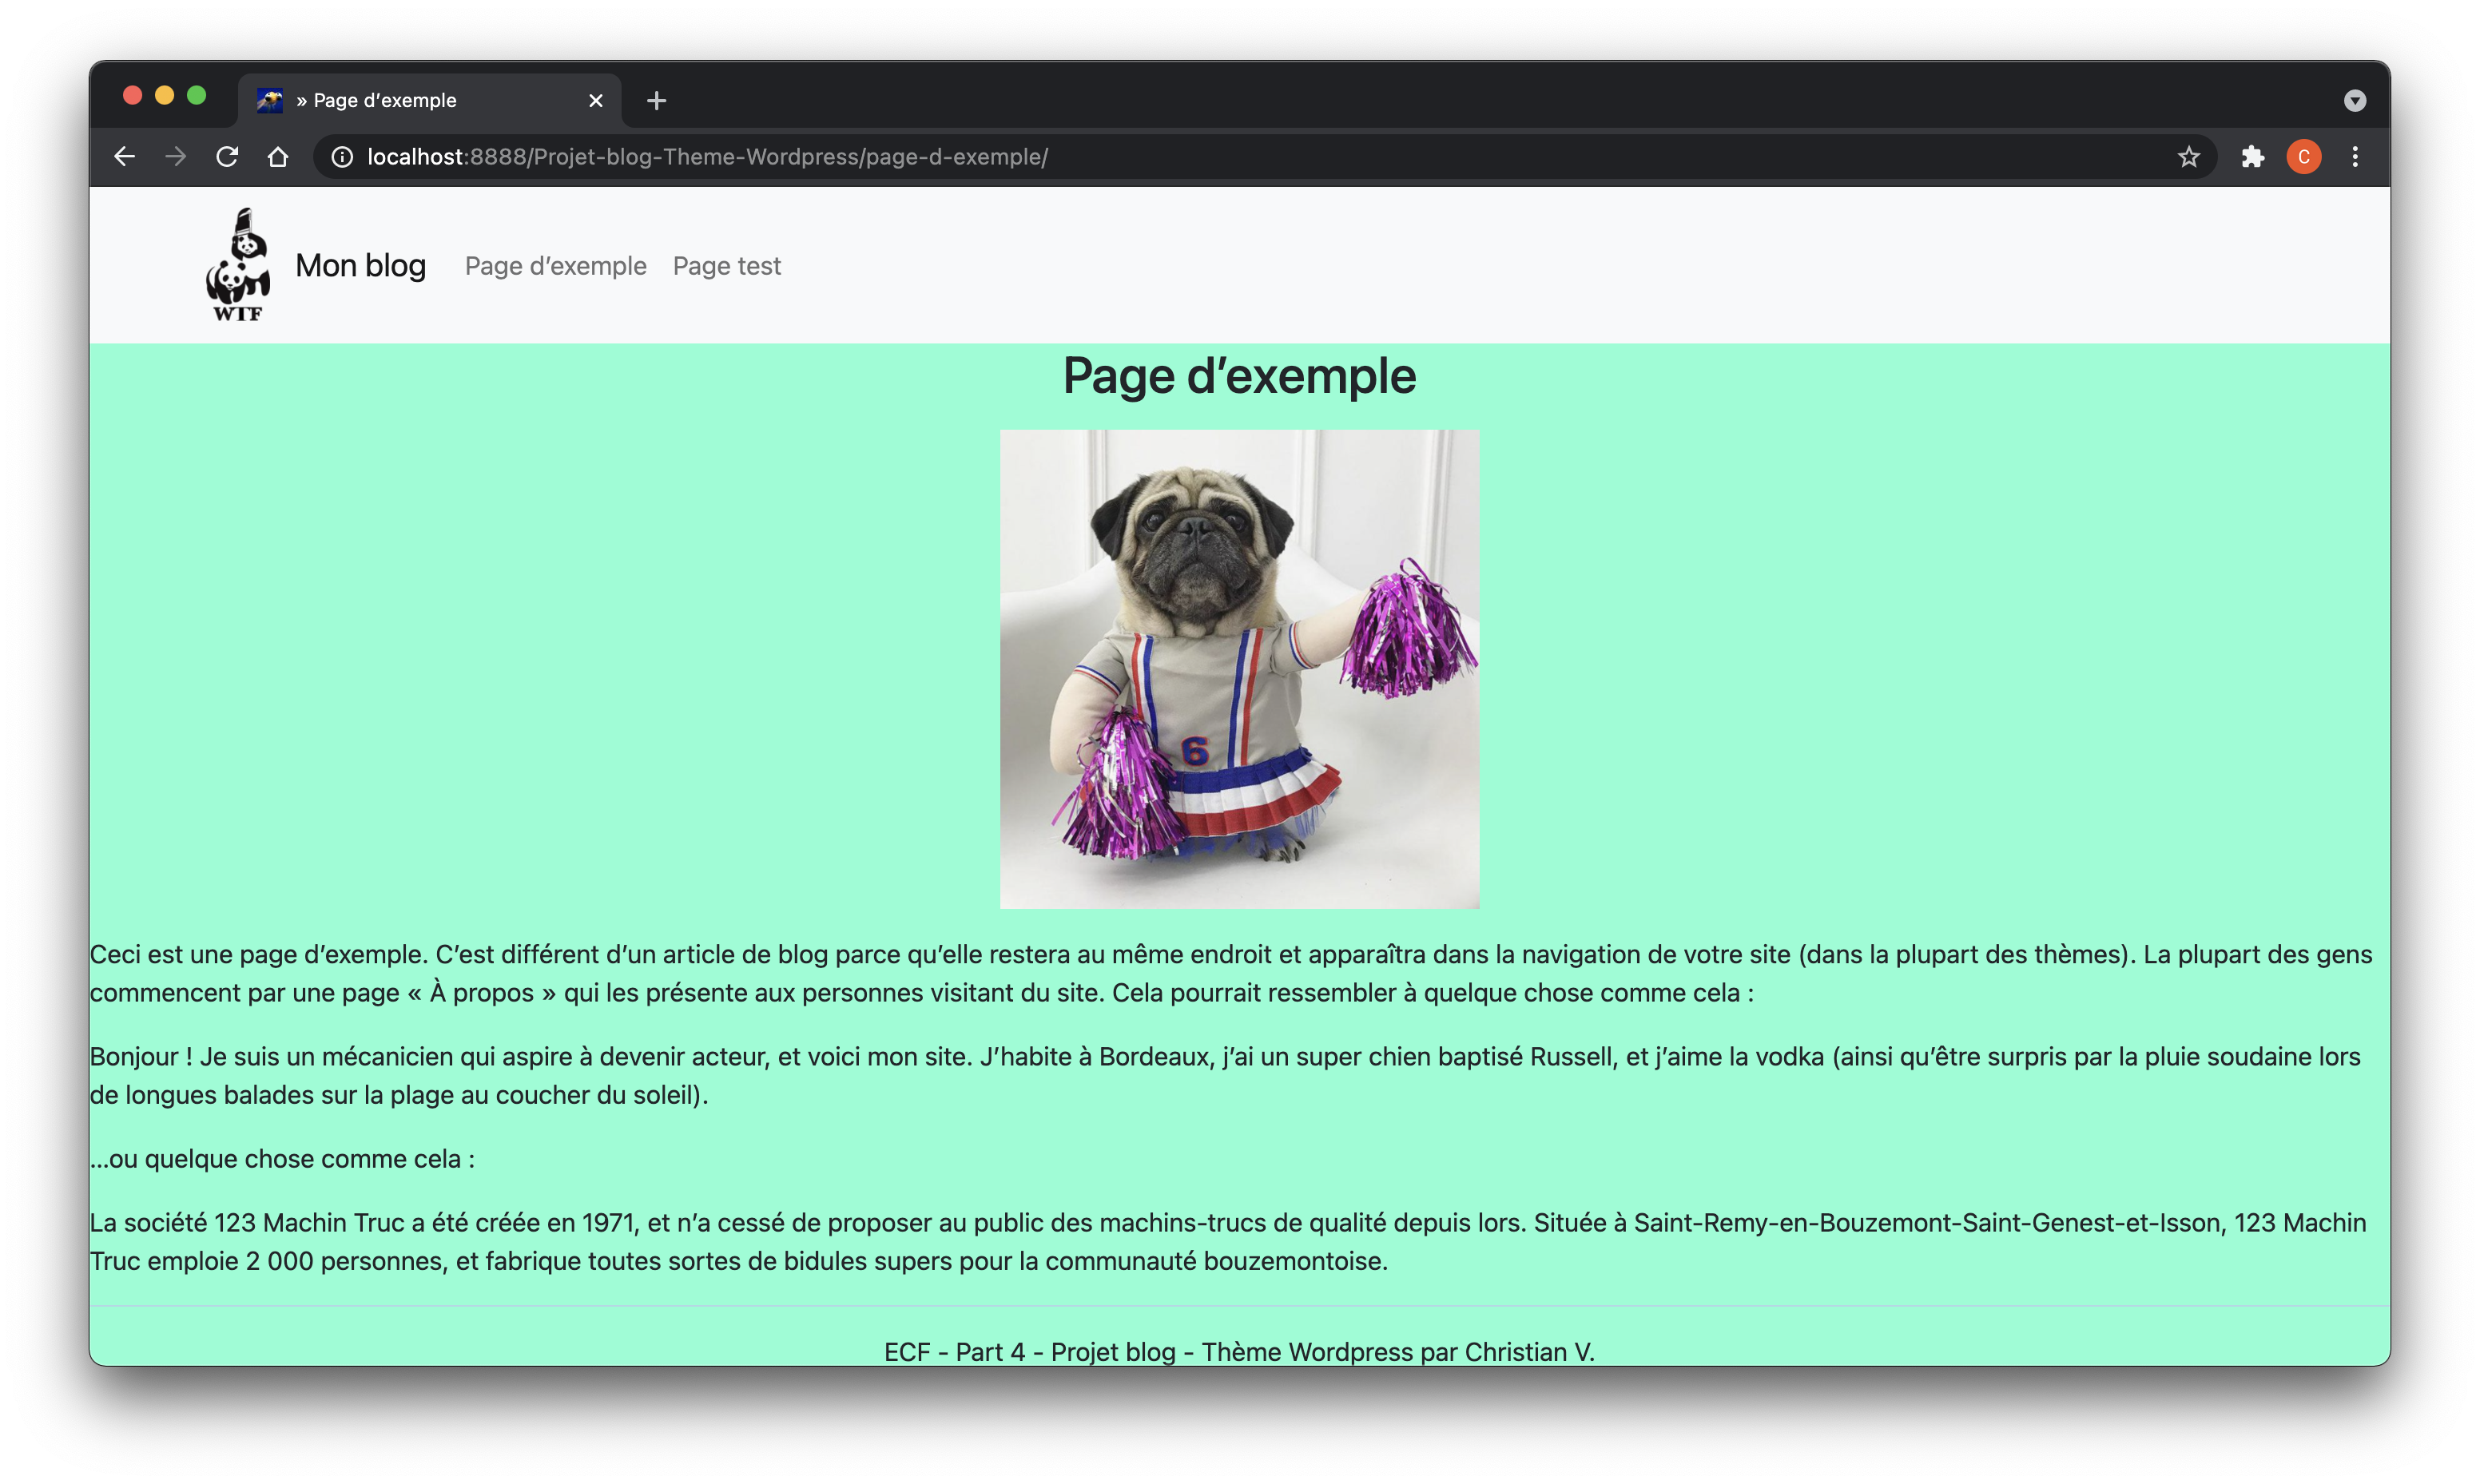 » Page d’exemple
localhost:8888/Projet-blog-Theme-Wordpress/page-d-exemple/
C
WTF
Mon blog
Page d’exemple
Page test
Page d’exemple
6
Ceci est une page d’exemple. C’est différent d’un article de blog parce qu’elle restera au même endroit et apparaîtra dans la navigation de votre site (dans la plupart des thèmes). La plupart des gens
commencent par une page « À propos » qui les présente aux personnes visitant du site. Cela pourrait ressembler à quelque chose comme cela :
Bonjour ! Je suis un mécanicien qui aspire à devenir acteur, et voici mon site. J’habite à Bordeaux, j’ai un super chien baptisé Russell, et j’aime la vodka (ainsi qu’être surpris par la pluie soudaine lors
de longues balades sur la plage au coucher du soleil).
...ou quelque chose comme cela :
La société 123 Machin Truc a été créée en 1971, et n’a cessé de proposer au public des machins-trucs de qualité depuis lors. Située à Saint-Remy-en-Bouzemont-Saint-Genest-et-Isson, 123 Machin
Truc emploie 2 000 personnes, et fabrique toutes sortes de bidules supers pour la communauté bouzemontoise.
ECF - Part 4 - Projet blog - Thème Wordpress par Christian V.